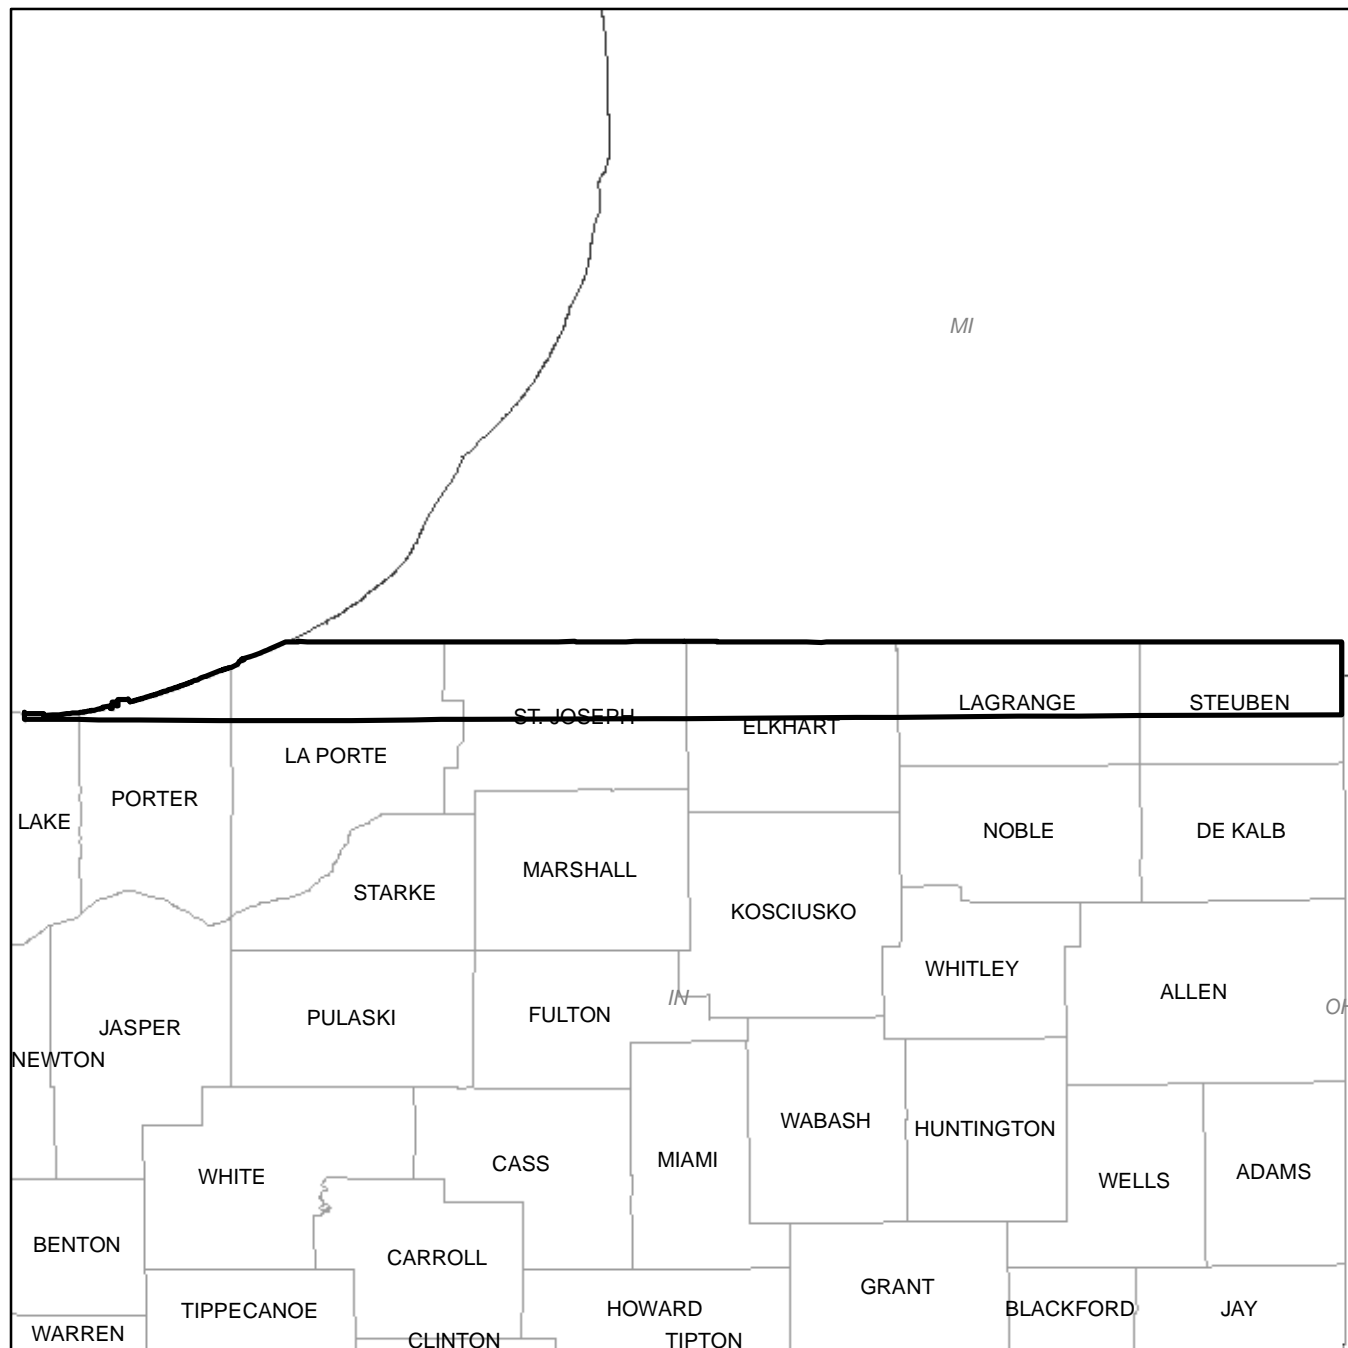 MI
LAGRANGE
STEUBEN
ST. JOSEPH
ELKHART
LA PORTE
PORTER
LAKE
NOBLE
DE KALB
MARSHALL
STARKE
KOSCIUSKO
WHITLEY
ALLEN
IN
OH
PULASKI
FULTON
JASPER
NEWTON
WABASH
HUNTINGTON
MIAMI
CASS
WHITE
WELLS
ADAMS
BENTON
CARROLL
GRANT
TIPPECANOE
HOWARD
BLACKFORD
JAY
WARREN
CLINTON
TIPTON